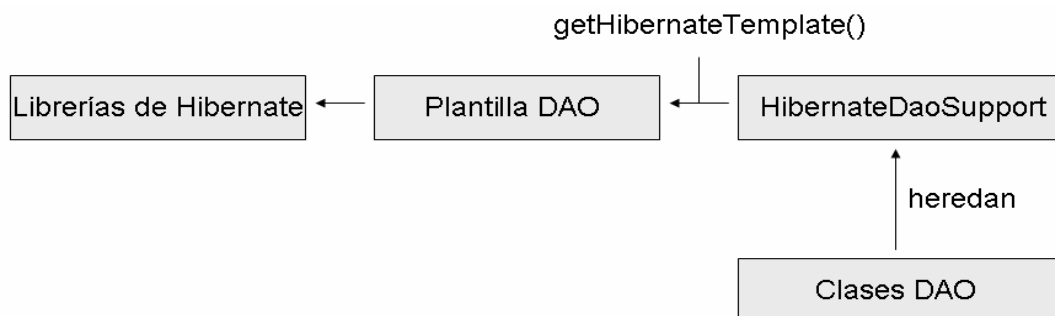 getHibernateTemplate()
Librerías de Hibernate
Plantilla DAO
HibernateDaoSupport
heredan
Clases DAO